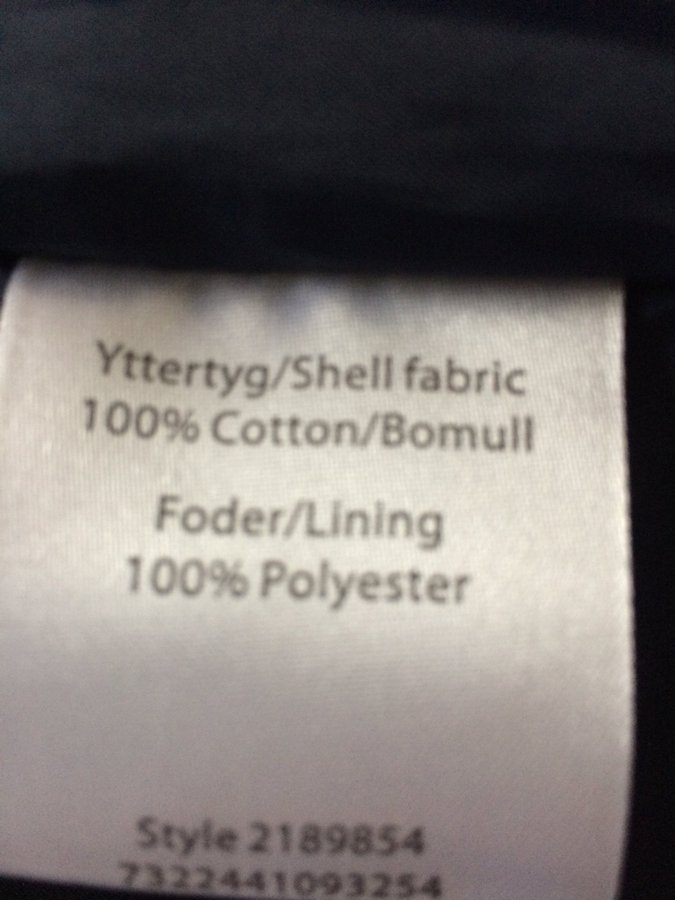 Yttertyg/Shell fabric
100% Cotton/Bomull
Foder/Lining
100% Polyester
Style 2189854
7322441093254